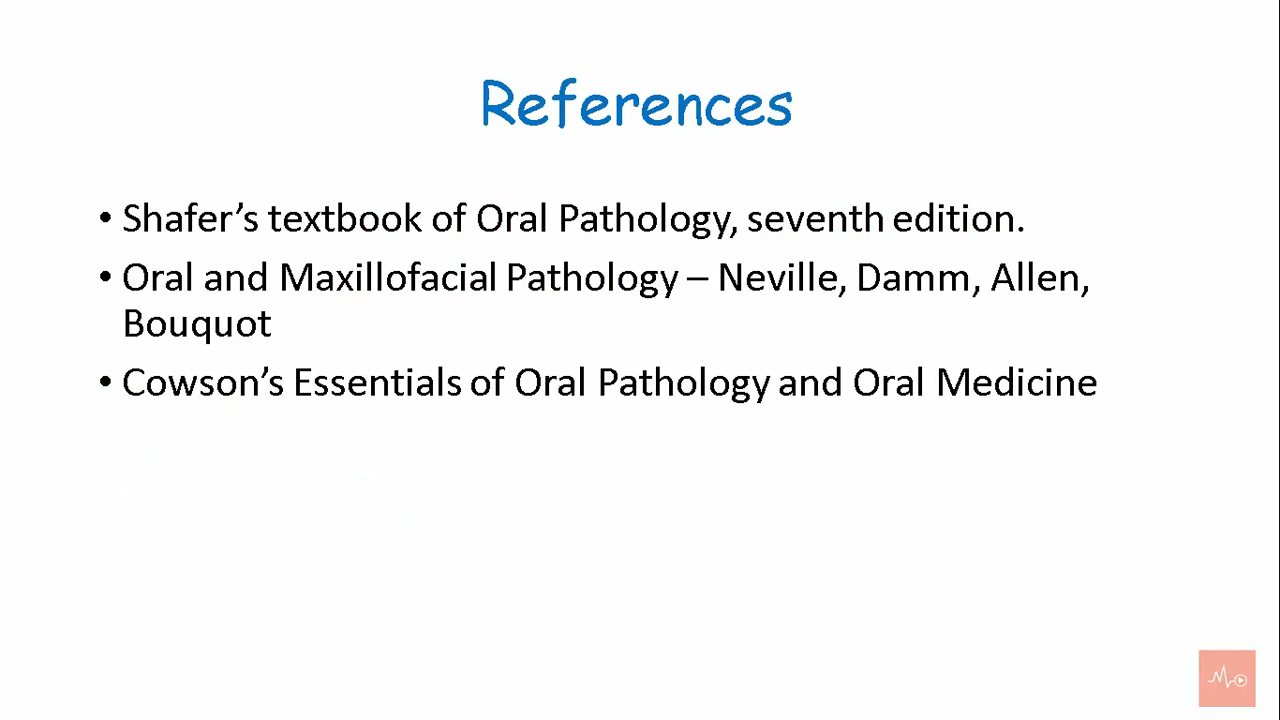 References
• Shafer’s textbook of Oral Pathology, seventh edition.
• Oral and Maxillofacial Pathology – Neville, Damm, Allen,
Bouquot
• Cowson’s Essentials of Oral Pathology and Oral Medicine